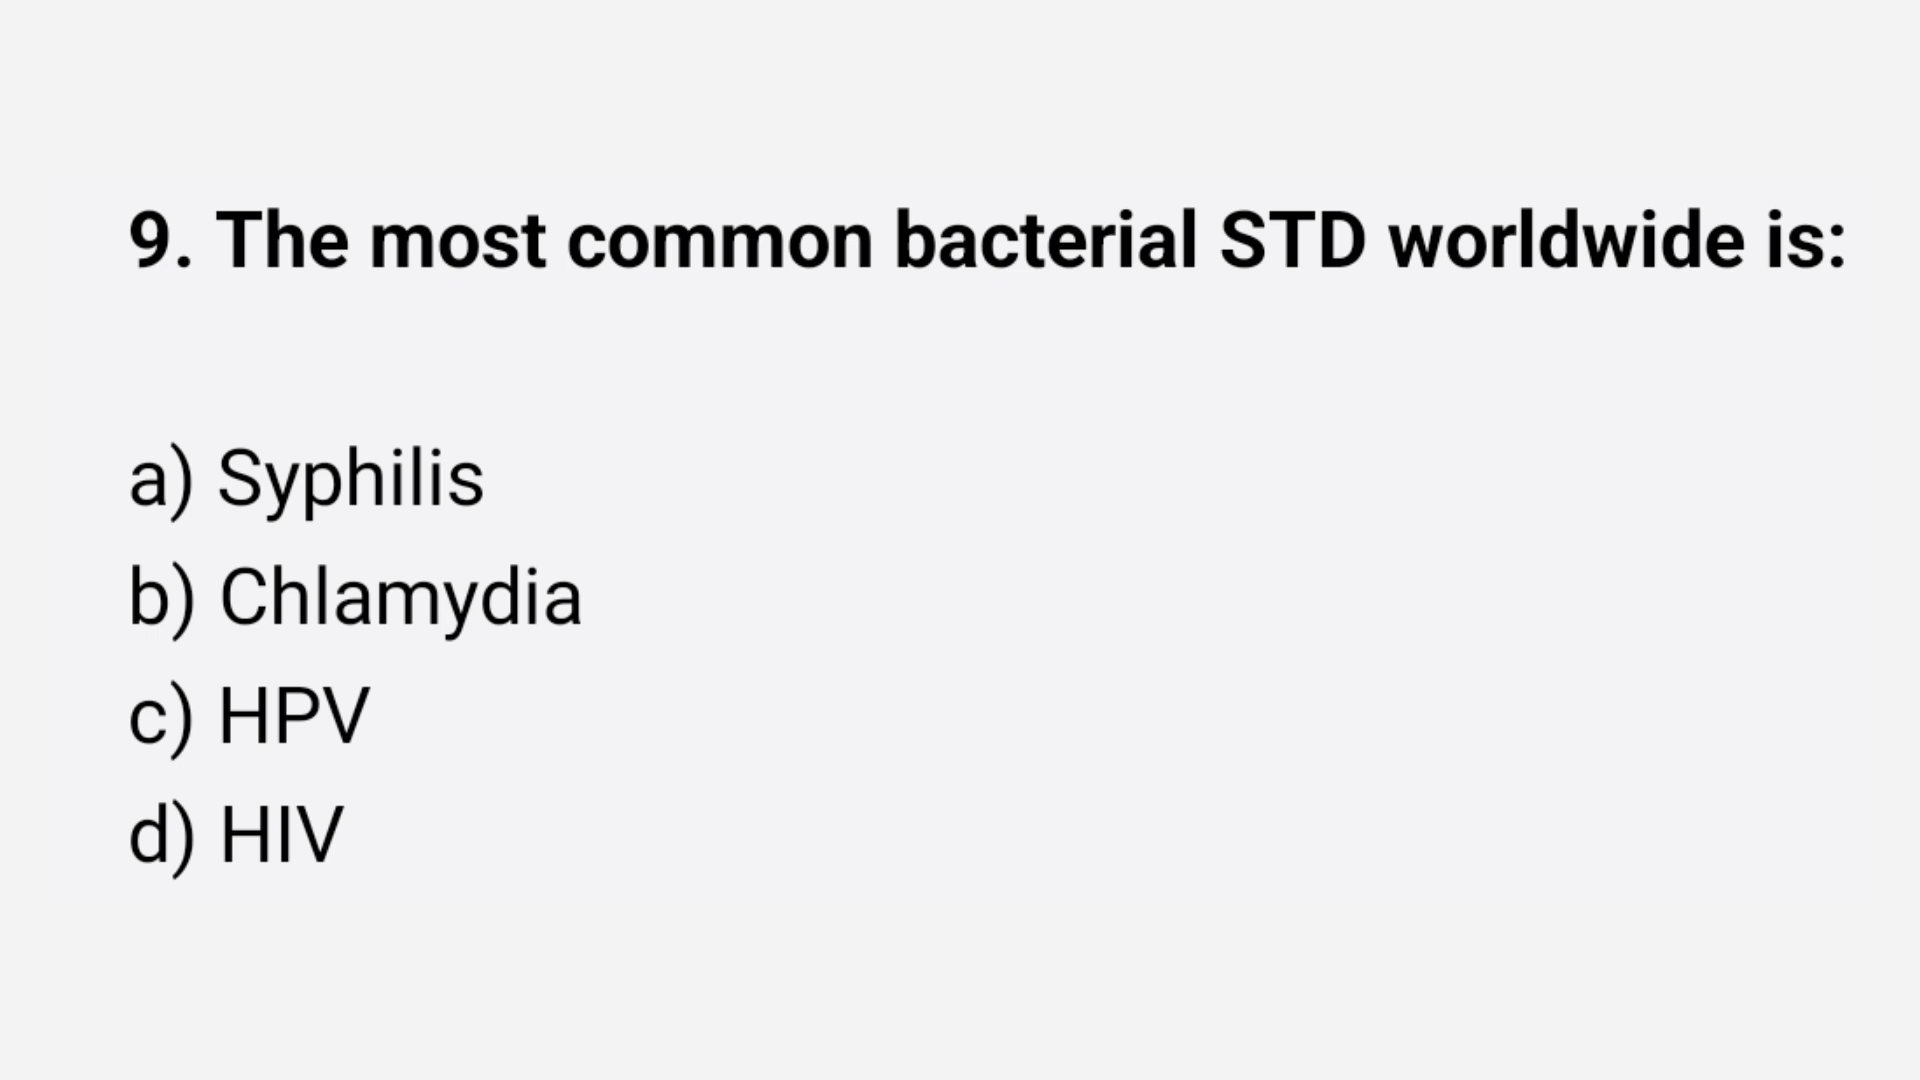 9. The most common bacterial STD worldwide is:
a) Syphilis
b) Chlamydia
c) HPV
d) HIV